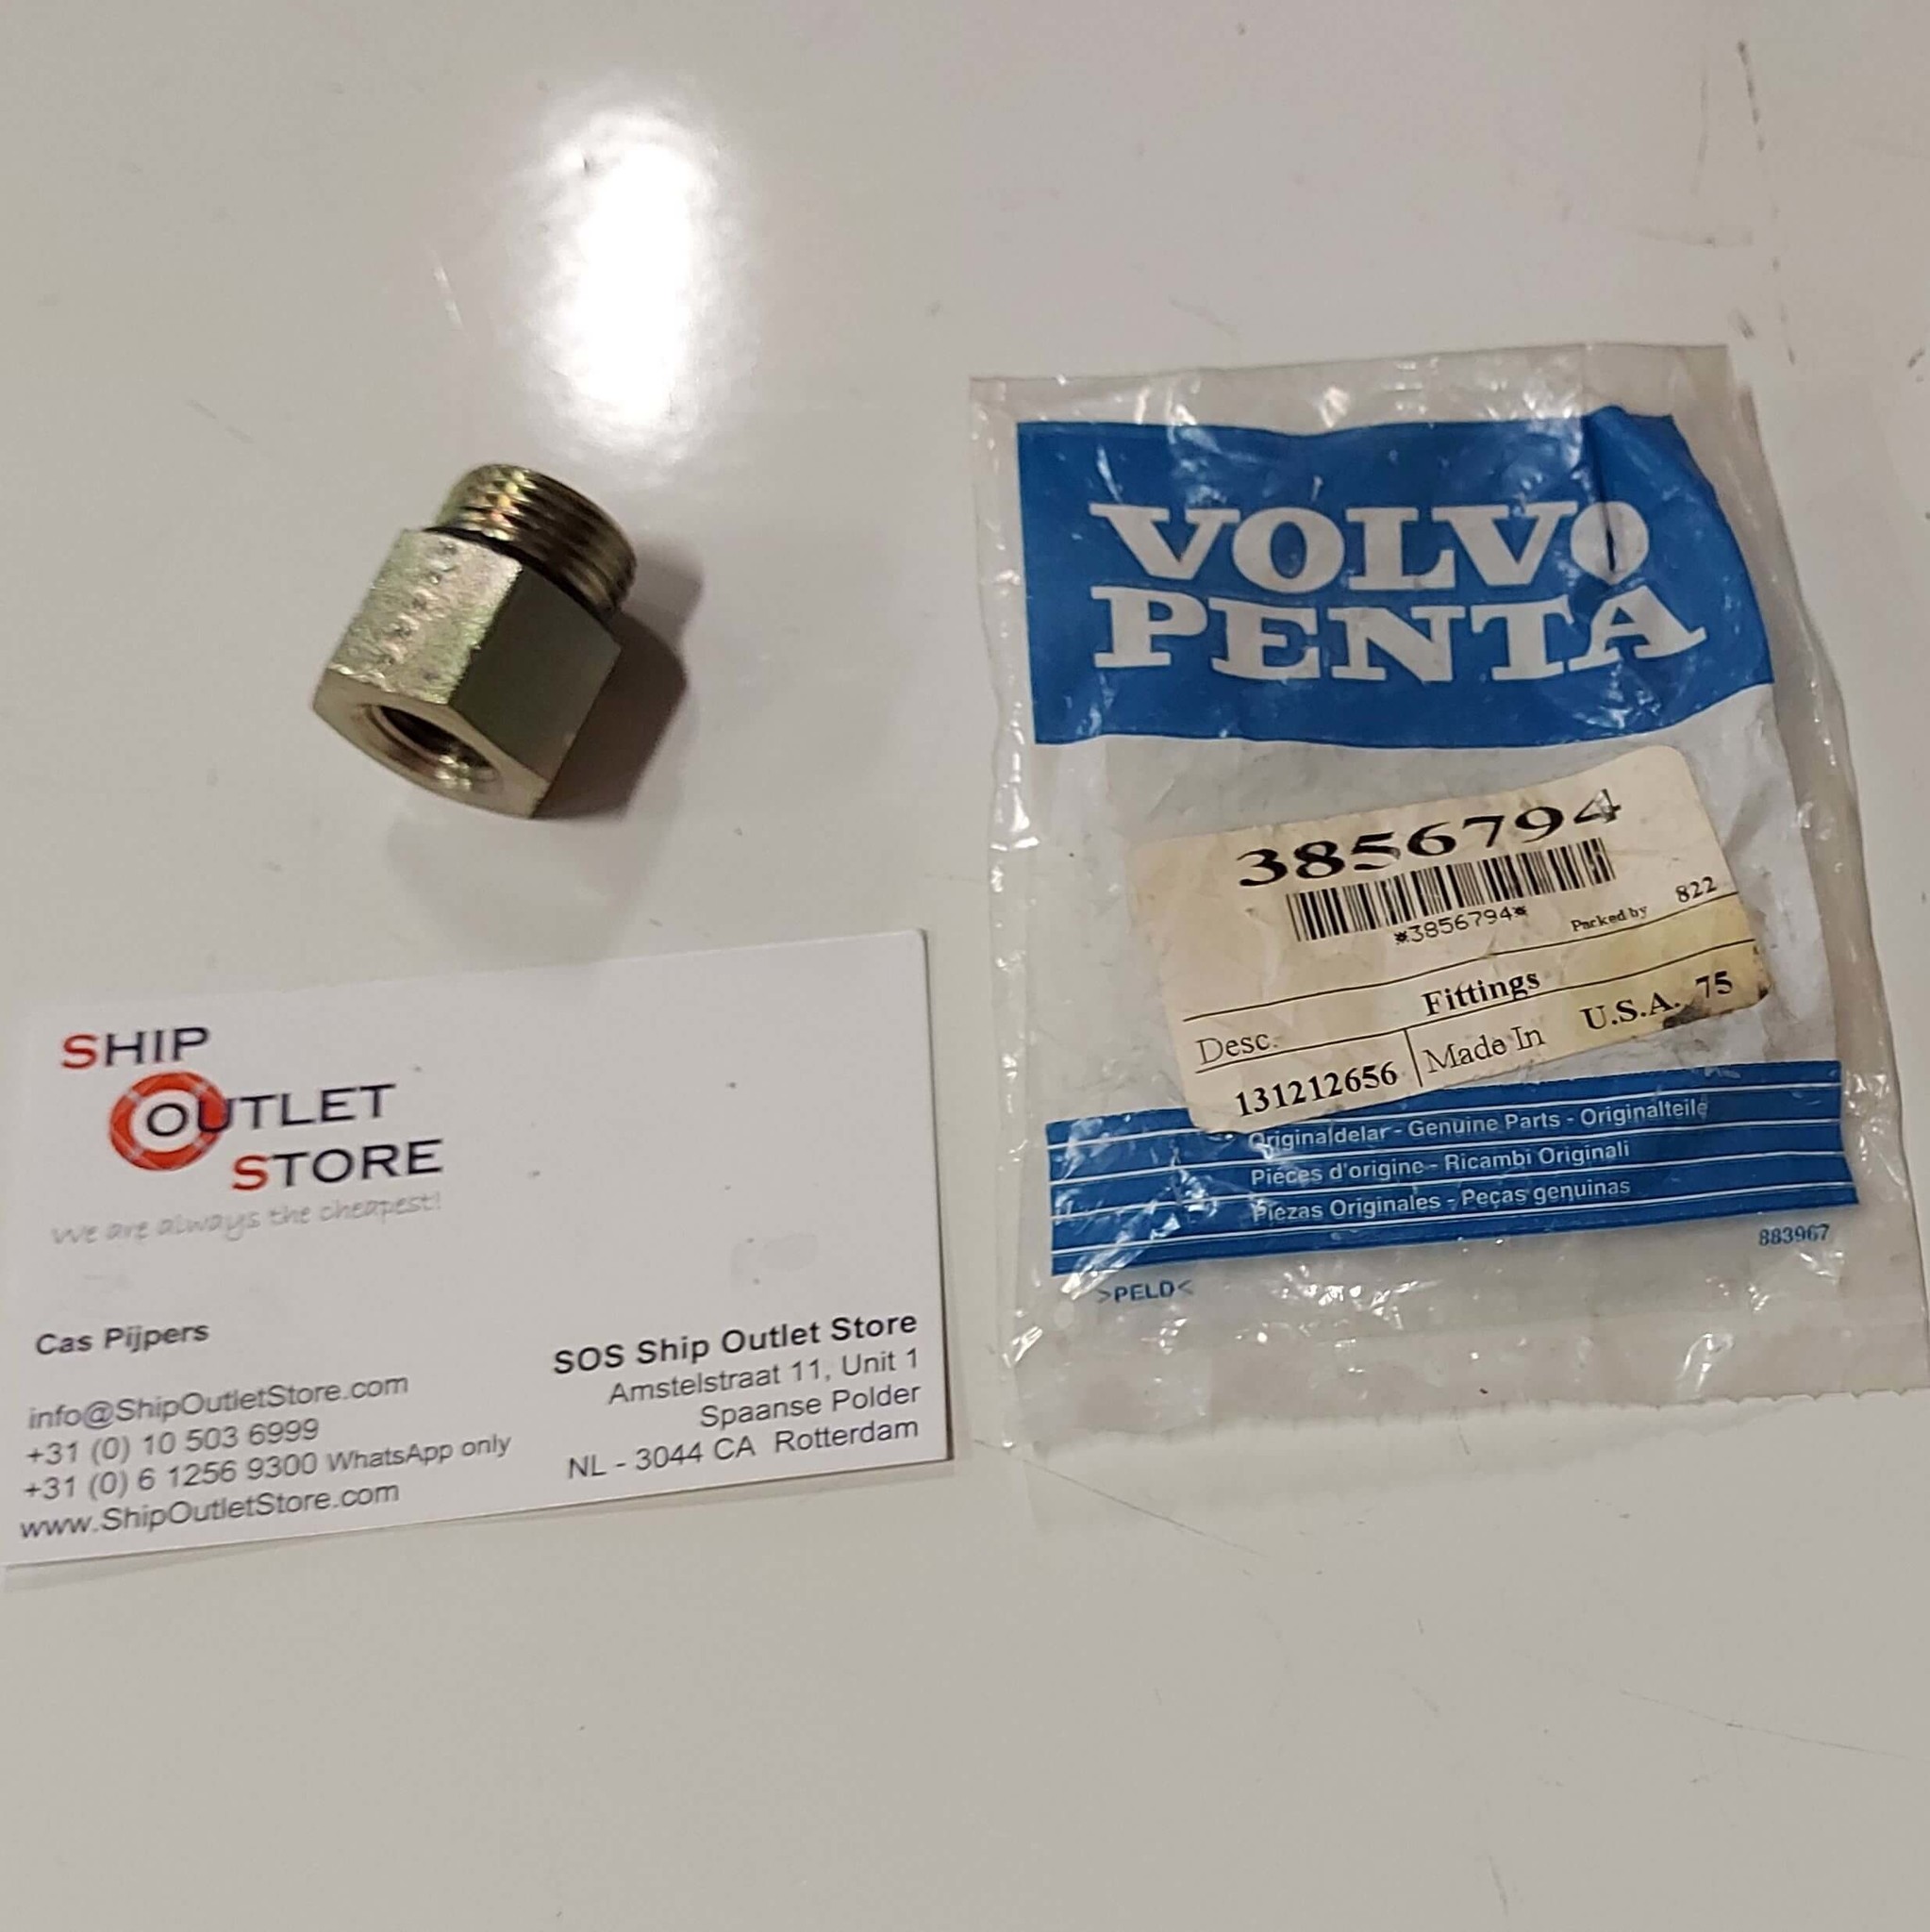 VOLVO
PENTA
3856794
*3856794*
Packed by 822
Fittings
Desc.
131212656
Made In U.S.A. 75
Originaldelar - Genuine Parts - Originalteile
Pièces d'origine - Ricambi Originali
Piezas Originales - Peças genuinas
883967
>PELD<
SHIP
OUTLET
STORE
We are always the cheapest!
Cas Pijpers
info@ShipOutletStore.com
+31 (0) 10 503 6999
+31 (0) 6 1256 9300 WhatsApp only
www.ShipOutletStore.com
SOS Ship Outlet Store
Amstelstraat 11, Unit 1
Spaanse Polder
NL - 3044 CA Rotterdam